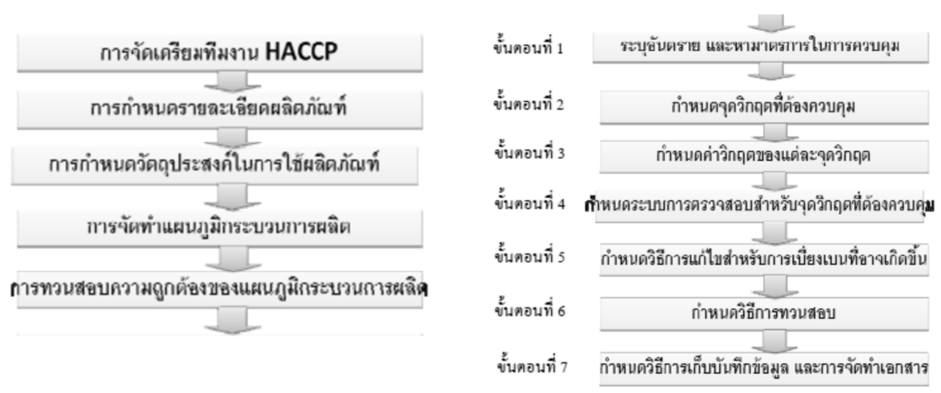 การจัดเตรียมทีมงาน HACCP
การกำหนดรายละเอียดผลิตภัณฑ์
การกำหนดวัตถุประสงค์ในการใช้ผลิตภัณฑ์
การจัดทำแผนภูมิกระบวนการผลิต
การทวนสอบความถูกต้องของแผนภูมิกระบวนการผลิต
ขั้นตอนที่ 1 ระบุอันตราย และหามาตรการในการควบคุม
ขั้นตอนที่ 2 กำหนดจุดวิกฤตที่ต้องควบคุม
ขั้นตอนที่ 3 กำหนดค่าวิกฤตของแต่ละจุดวิกฤต
ขั้นตอนที่ 4 กำหนดระบบการตรวจสอบสำหรับจุดวิกฤตที่ต้องควบคุม
ขั้นตอนที่ 5 กำหนดวิธีการแก้ไขสำหรับการเบี่ยงเบนที่อาจเกิดขึ้น
ขั้นตอนที่ 6 กำหนดวิธีการทวนสอบ
ขั้นตอนที่ 7 กำหนดวิธีการเก็บบันทึกข้อมูล และการจัดทำเอกสาร